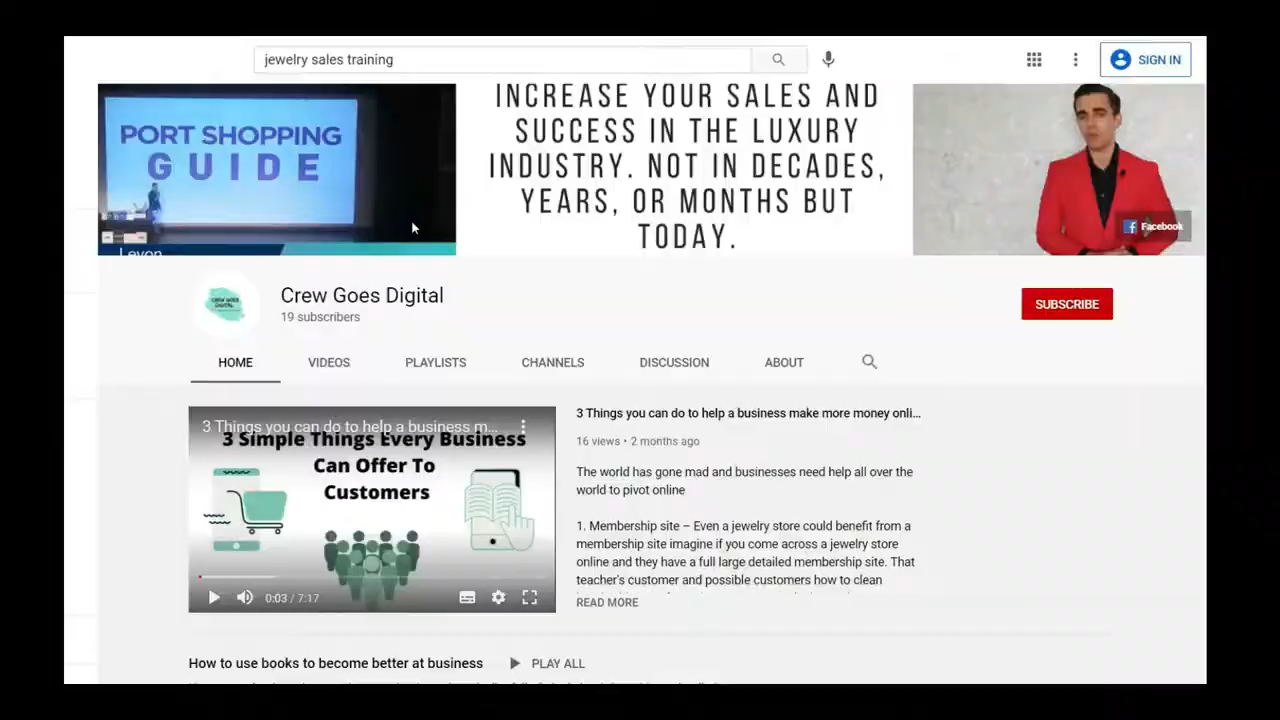 jewelry sales training
SIGN IN
PORT SHOPPING
GUIDE
Levon
INCREASE YOUR SALES AND
SUCCESS IN THE LUXURY
INDUSTRY. NOT IN DECADES,
YEARS, OR MONTHS BUT
TODAY.
Facebook
CREW GOES
DIGITAL
Crew Goes Digital
19 subscribers
SUBSCRIBE
HOME
VIDEOS
PLAYLISTS
CHANNELS
DISCUSSION
ABOUT
3 Things you can do to help a business m...
3 Simple Things Every Business
Can Offer To
Customers
0:03 / 7:17
3 Things you can do to help a business make more money onli...
16 views • 2 months ago
The world has gone mad and businesses need help all over the
world to pivot online
1. Membership site – Even a jewelry store could benefit from a
membership site imagine if you come across a jewelry store
online and they have a full large detailed membership site. That
teacher's customer and possible customers how to clean
READ MORE
How to use books to become better at business
PLAY ALL